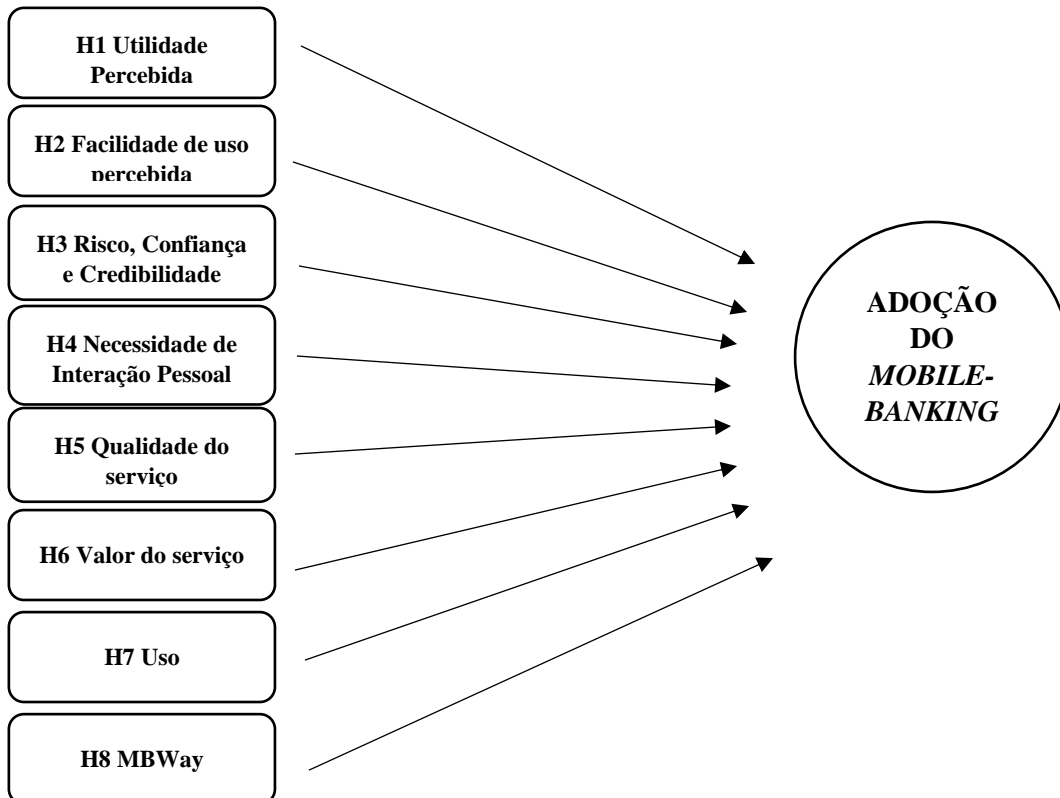 H1 Utilidade
Percebida
H2 Facilidade de uso
percebida
H3 Risco, Confiança
e Credibilidade
H4 Necessidade de
Interação Pessoal
H5 Qualidade do
serviço
H6 Valor do serviço
H7 Uso
H8 MBWay
ADOÇÃO
DO
MOBILE-
BANKING